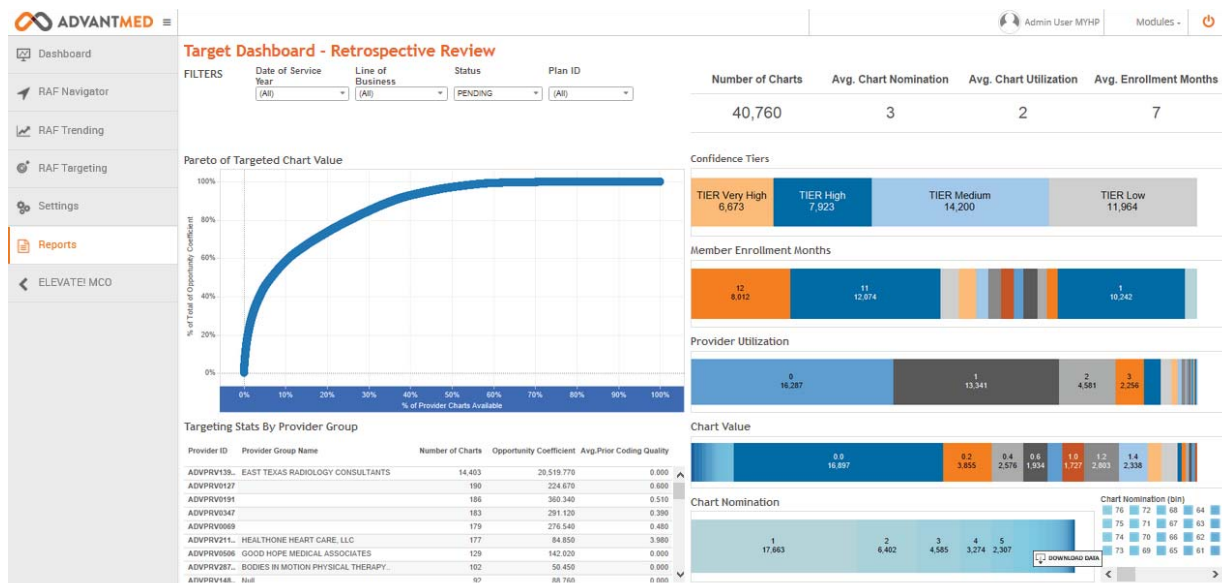 ADVANTMED
Admin User MYHP
Modules
Dashboard
RAF Navigator
RAF Trending
RAF Targeting
Settings
Reports
ELEVATE! MCO
Target Dashboard - Retrospective Review
FILTERS
Date of Service Year
(All)
Line of Business
(All)
Status
PENDING
Plan ID
(All)
Number of Charts Avg. Chart Nomination Avg. Chart Utilization Avg. Enrollment Months
40,760 3 2 7
Pareto of Targeted Chart Value
% of Total of Opportunity Coefficient
100%
80%
60%
40%
20%
0%
0% 10% 20% 30% 40% 50% 60% 70% 80% 90% 100%
% of Provider Charts Available
Confidence Tiers
TIER Very High TIER High TIER Medium TIER Low
6,673 7,923 14,200 11,964
Member Enrollment Months
12 11 1
8,012 12,074 10,242
Provider Utilization
0 1 2 3
16,287 13,341 4,581 2,256
Targeting Stats By Provider Group
Provider ID Provider Group Name Number of Charts Opportunity Coefficient Avg.Prior Coding Quality
ADVPRV139.. EAST TEXAS RADIOLOGY CONSULTANTS 14,403 20,519.770 0.000
ADVPRV0127 190 224.670 0.600
ADVPRV0191 186 360.340 0.510
ADVPRV0347 183 291.120 0.390
ADVPRV0069 179 276.540 0.480
ADVPRV211.. HEALTHONE HEART CARE, LLC 177 84.850 3.980
ADVPRV0506 GOOD HOPE MEDICAL ASSOCIATES 129 142.020 0.000
ADVPRV287.. BODIES IN MOTION PHYSICAL THERAPY.. 102 50.450 0.000
ADVPRV148.. Null 92 88.760 0.000
Chart Value
0.0 0.2 0.4 0.6 1.0 1.2 1.4
16,897 3,855 2,576 1,934 1,727 2,803 2,338
Chart Nomination
1 2 3 4 5
17,663 6,402 4,585 3,274 2,307
DOWNLOAD DATA
Chart Nomination (bin)
76 72 68 64
75 71 67 63
74 70 66 62
73 69 65 61